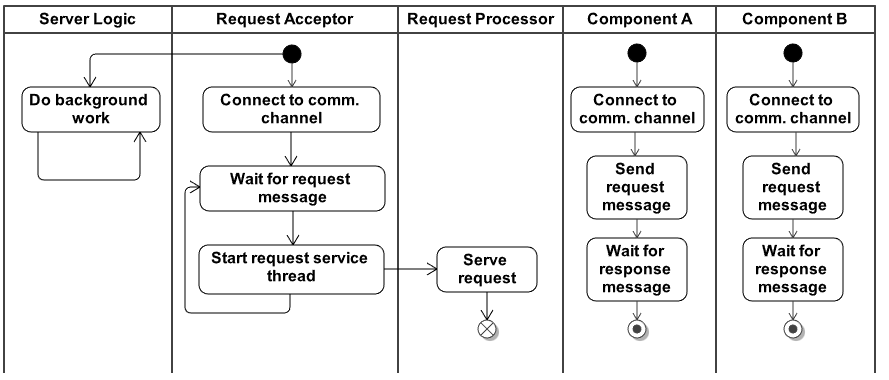 Server Logic
Request Acceptor
Request Processor
Component A
Component B
Do background
work
Connect to comm.
channel
Wait for request
message
Start request service
thread
Serve
request
Connect to
comm. channel
Send
request
message
Wait for
response
message
Connect to
comm. channel
Send
request
message
Wait for
response
message